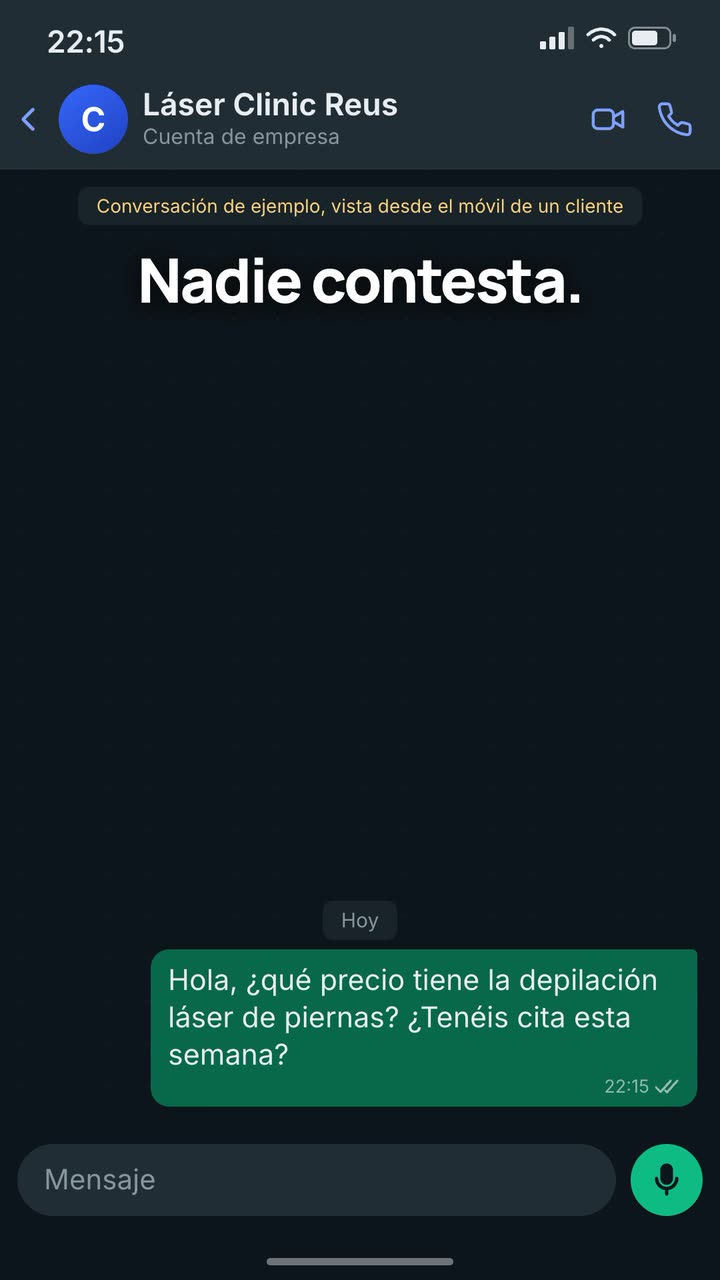 22:15
C
Láser Clinic Reus
Cuenta de empresa
Conversación de ejemplo, vista desde el móvil de un cliente
Nadie contesta.
Hoy
Hola, ¿qué precio tiene la depilación
láser de piernas? ¿Tenéis cita esta
semana?
22:15
Mensaje